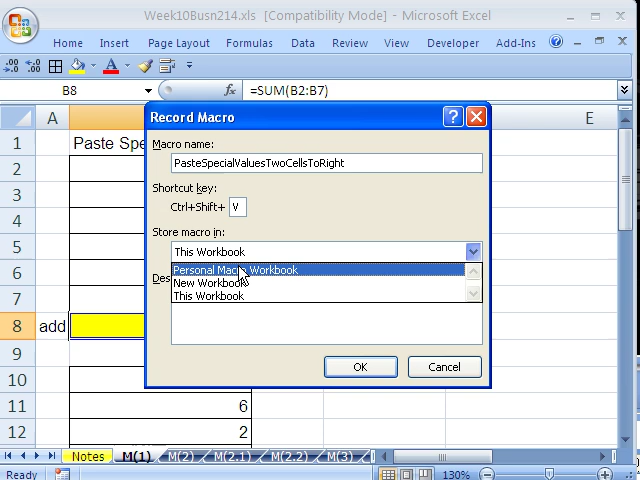 Week10Busn214.xls [Compatibility Mode] - Microsoft Excel
Home Insert Page Layout Formulas Data Review View Developer Add-Ins
B8 fx =SUM(B2:B7)
A E
1 Paste Spe
2
3
4
5
6
7
8 add
9
10
11 6
12 2
Record Macro
Macro name:
PasteSpecialValuesTwoCellsToRight
Shortcut key:
Ctrl+Shift+ V
Store macro in:
This Workbook
Personal Macro Workbook
New Workbook
This Workbook
Des
OK Cancel
Notes M(1) M(2) M(2.1) M(2.2) M(3)
Ready 130%